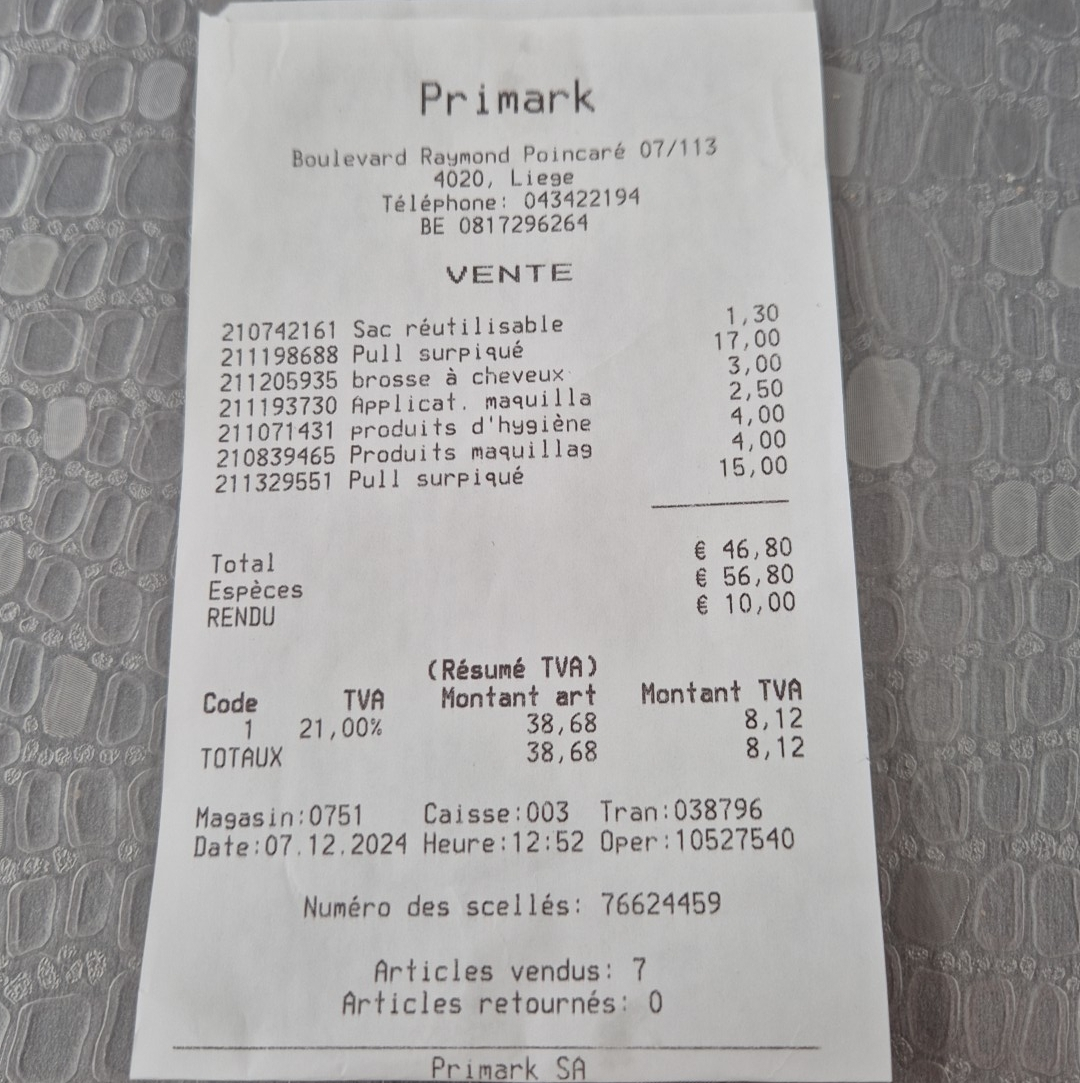 Primark
Boulevard Raymond Poincaré 07/113
4020, Liege
Téléphone: 043422194
BE 0817296264
VENTE
210742161 Sac réutilisable 1,30
211198688 Pull surpiqué 17,00
211205935 brosse à cheveux 3,00
211193730 Applicat. maquilla 2,50
211071431 produits d'hygiène 4,00
210839465 Produits maquillag 4,00
211329551 Pull surpiqué 15,00
Total € 46,80
Espèces € 56,80
RENDU € 10,00
(Résumé TVA)
Code TVA Montant art Montant TVA
1 21,00% 38,68 8,12
TOTAUX 38,68 8,12
Magasin:0751 Caisse:003 Tran:038796
Date:07.12.2024 Heure:12:52 Oper:10527540
Numéro des scellés: 76624459
Articles vendus: 7
Articles retournés: 0
Primark SA